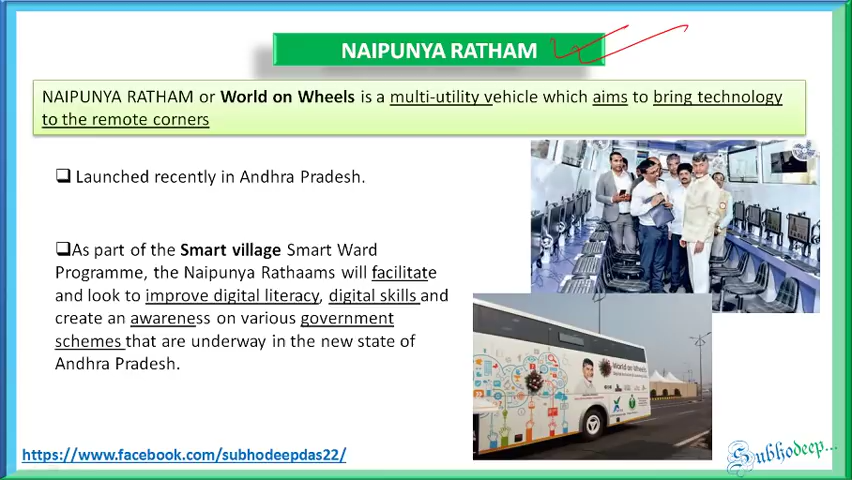 NAIPUNYA RATHAM
NAIPUNYA RATHAM or World on Wheels is a multi-utility vehicle which aims to bring technology
to the remote corners
❑ Launched recently in Andhra Pradesh.
❑As part of the Smart village Smart Ward
Programme, the Naipunya Rathaams will facilitate
and look to improve digital literacy, digital skills and
create an awareness on various government
schemes that are underway in the new state of
Andhra Pradesh.
World on Wheels
https://www.facebook.com/subhodeepdas22/
Subhodeep...